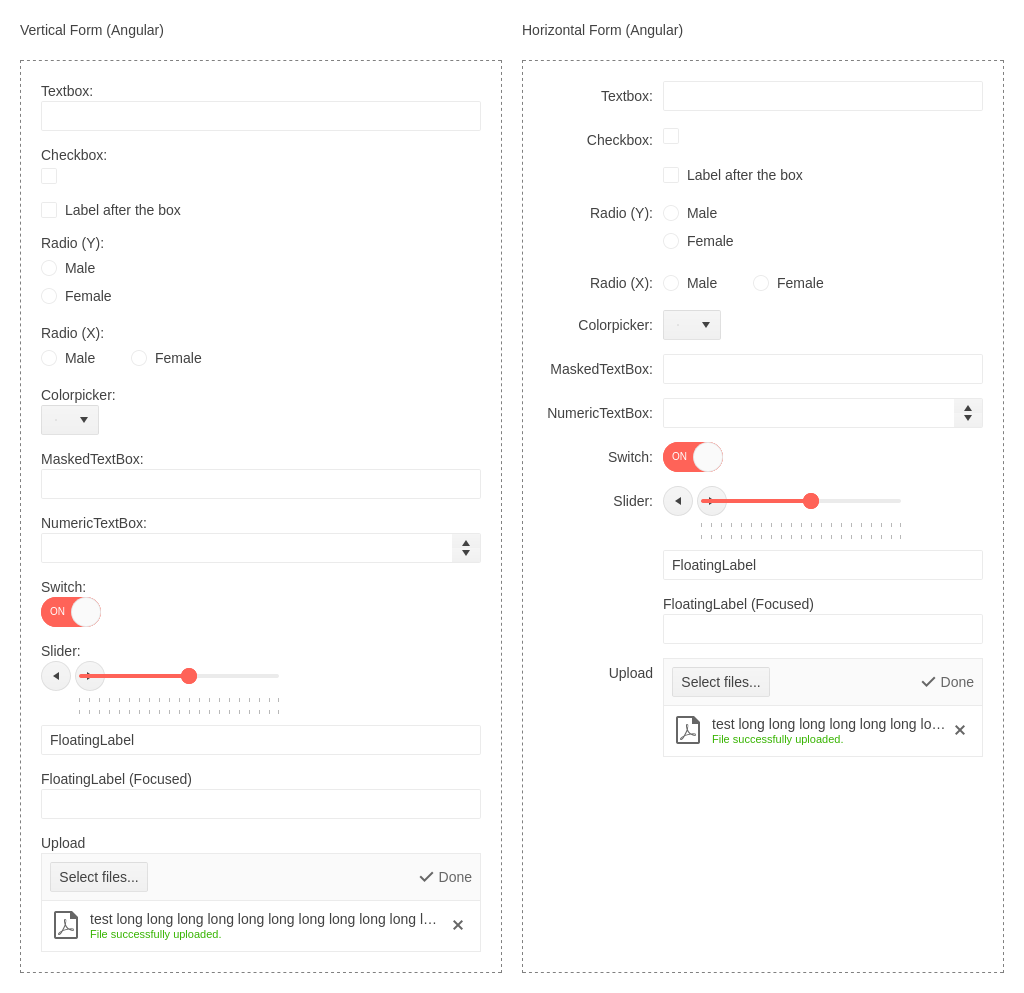 Vertical Form (Angular)
Textbox:
Checkbox:
Label after the box
Radio (Y):
Male
Female
Radio (X):
Male Female
Colorpicker:
MaskedTextBox:
NumericTextBox:
Switch:
ON
Slider:
FloatingLabel
FloatingLabel (Focused)
Upload
Select files... Done
test long long long long long long long long long long l…
File successfully uploaded.
Horizontal Form (Angular)
Textbox:
Checkbox:
Label after the box
Radio (Y): Male
Female
Radio (X): Male Female
Colorpicker:
MaskedTextBox:
NumericTextBox:
Switch: ON
Slider:
FloatingLabel
FloatingLabel (Focused)
Upload Select files... Done
test long long long long long long lo…
File successfully uploaded.